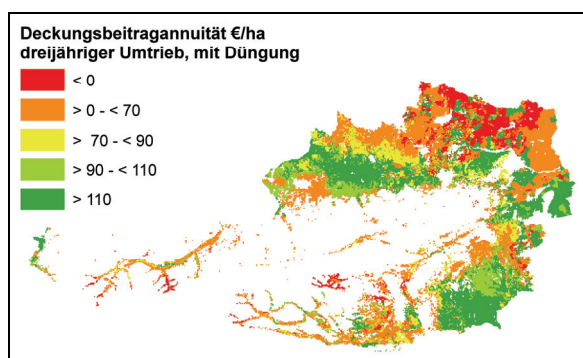 Deckungsbeitragannuität €/ha
dreijähriger Umtrieb, mit Düngung
< 0
> 0 - < 70
> 70 - < 90
> 90 - < 110
> 110